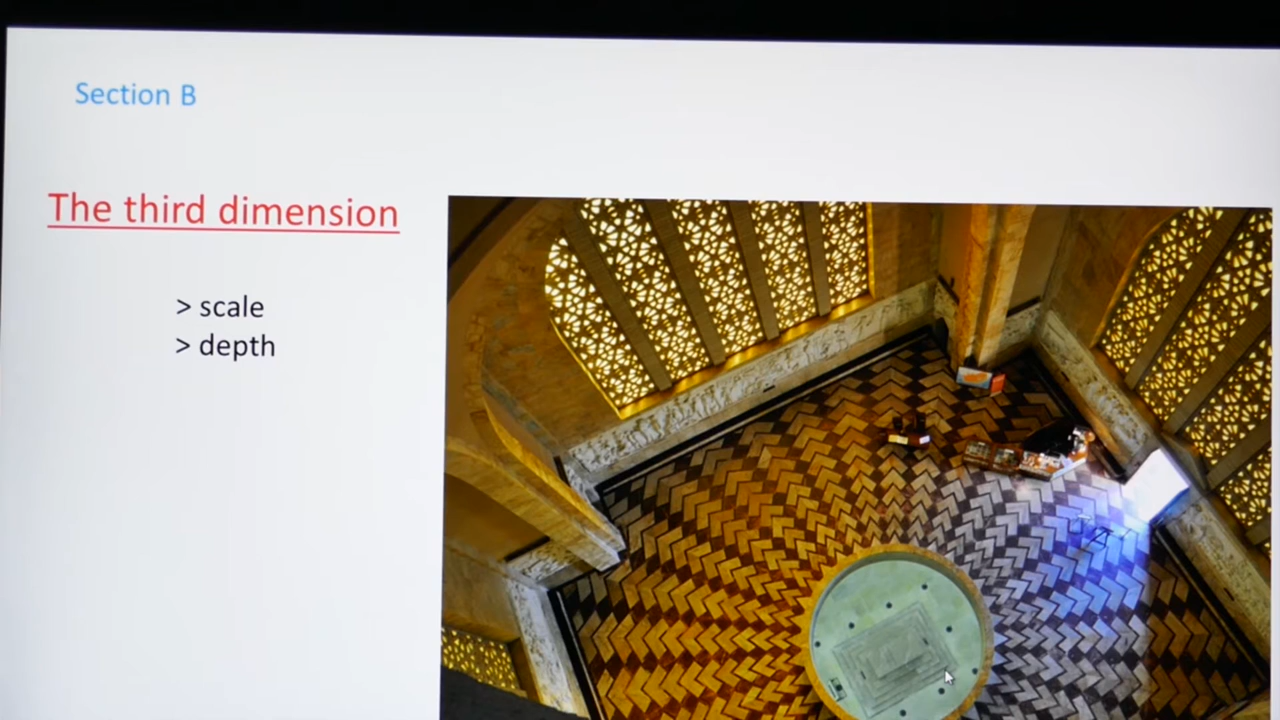 Section B
The third dimension
> scale
> depth